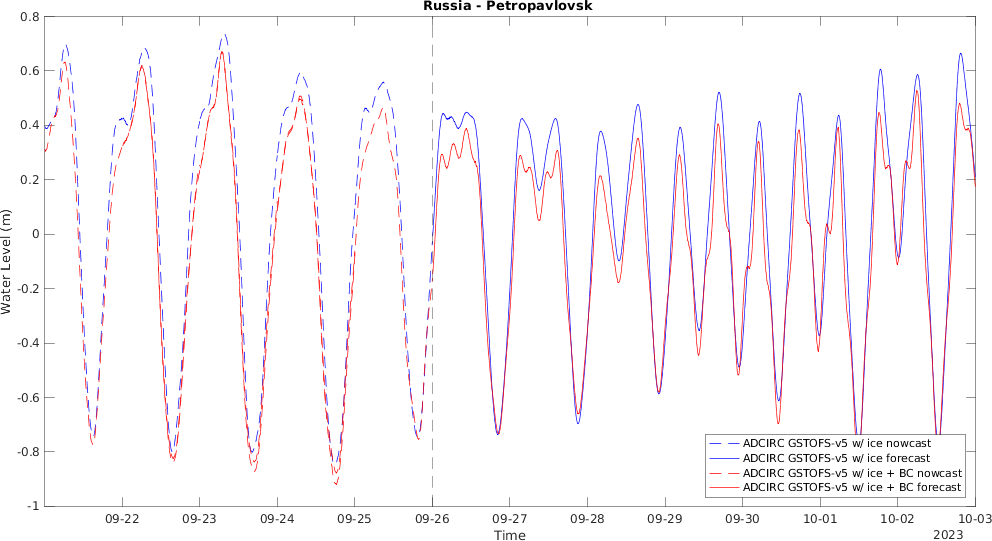 Russia - Petropavlovsk
0.8
0.6
0.4
0.2
0
-0.2
-0.4
-0.6
-0.8
-1
Water Level (m)
ADCIRC GSTOFS-v5 w/ ice nowcast
ADCIRC GSTOFS-v5 w/ ice forecast
ADCIRC GSTOFS-v5 w/ ice + BC nowcast
ADCIRC GSTOFS-v5 w/ ice + BC forecast
09-22 09-23 09-24 09-25 09-26 09-27 09-28 09-29 09-30 10-01 10-02 10-03
Time
2023